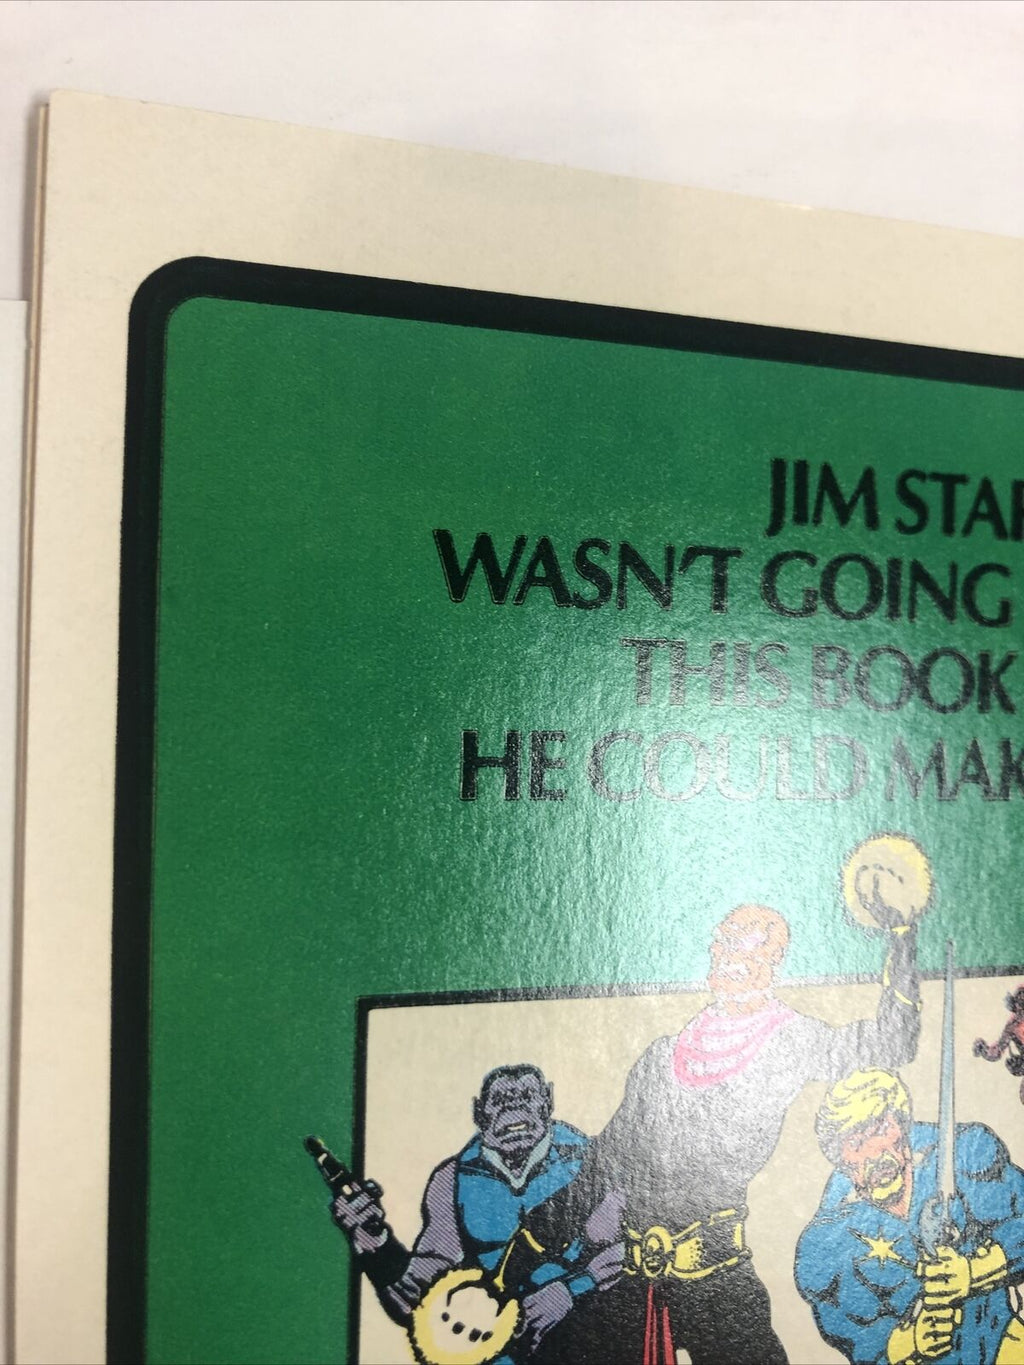 JIM STAR
WASN'T GOING
THIS BOOK
HE COULD MAK